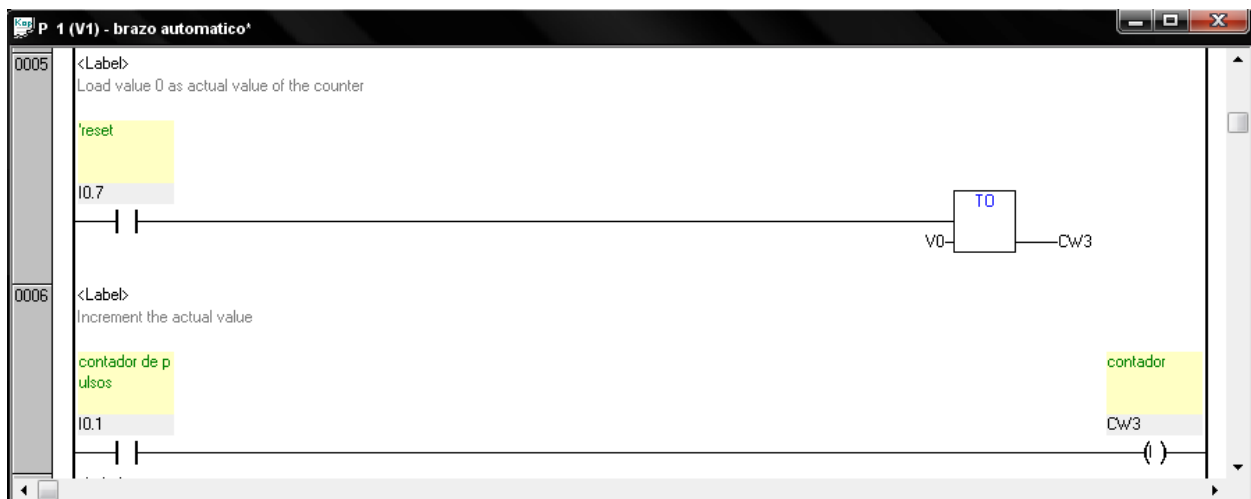 P 1 (V1) - brazo automatico*
0005
<Label>
Load value 0 as actual value of the counter
'reset
I0.7
TO
V0
CW3
0006
<Label>
Increment the actual value
contador de p
ulsos
contador
I0.1
CW3
(I)